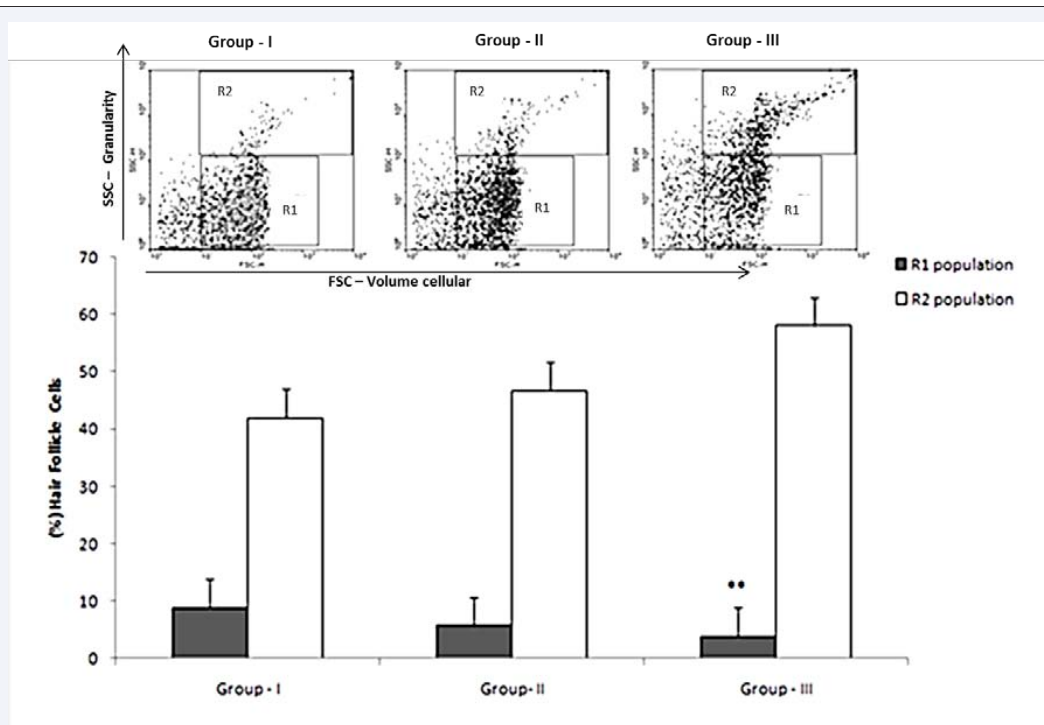 Group - I
Group - II
Group - III
SSC – Granularity
R2
R2
R2
R1
R1
R1
FSC – Volume cellular
70
60
50
40
30
20
10
0
(%) Hair Follicle Cells
R1 population
R2 population
••
Group - I
Group- II
Group - III